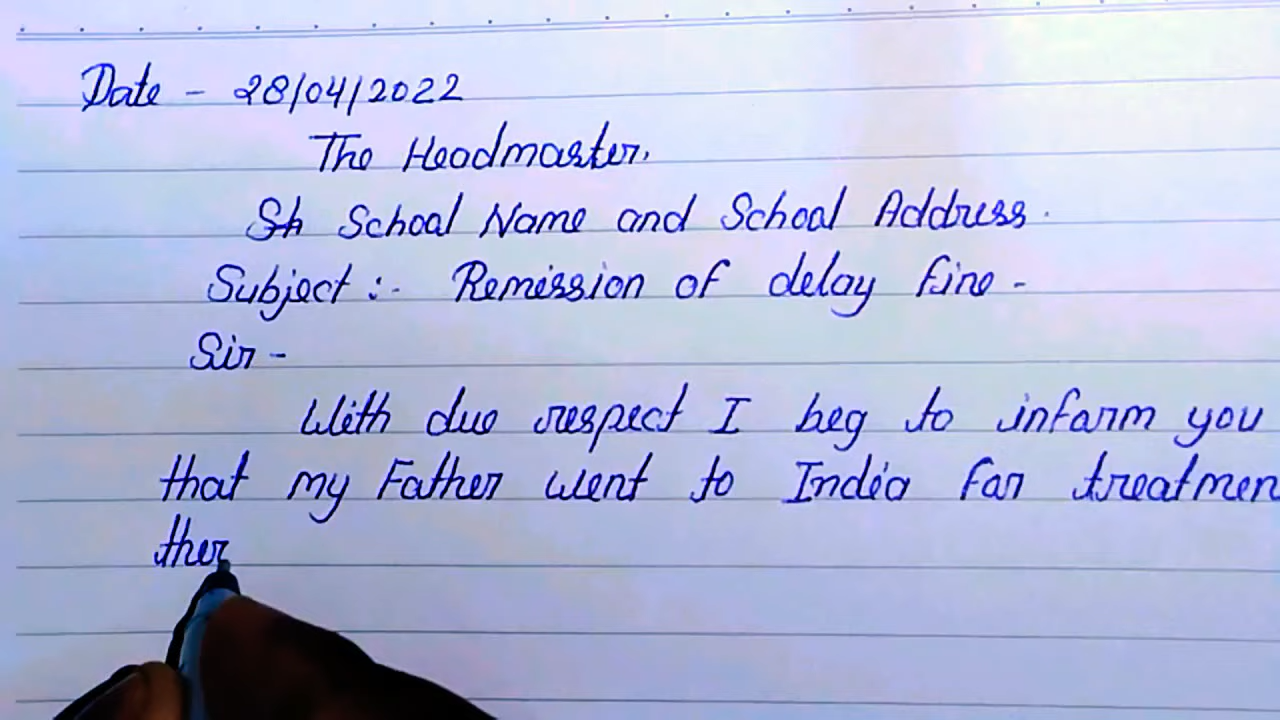 Date - 28/04/2022
The Headmaster,
School Name and School Address.
Subject :- Remission of delay fine -
Sir -
With due respect I beg to inform you
that my Father went to India for treatmen
ther